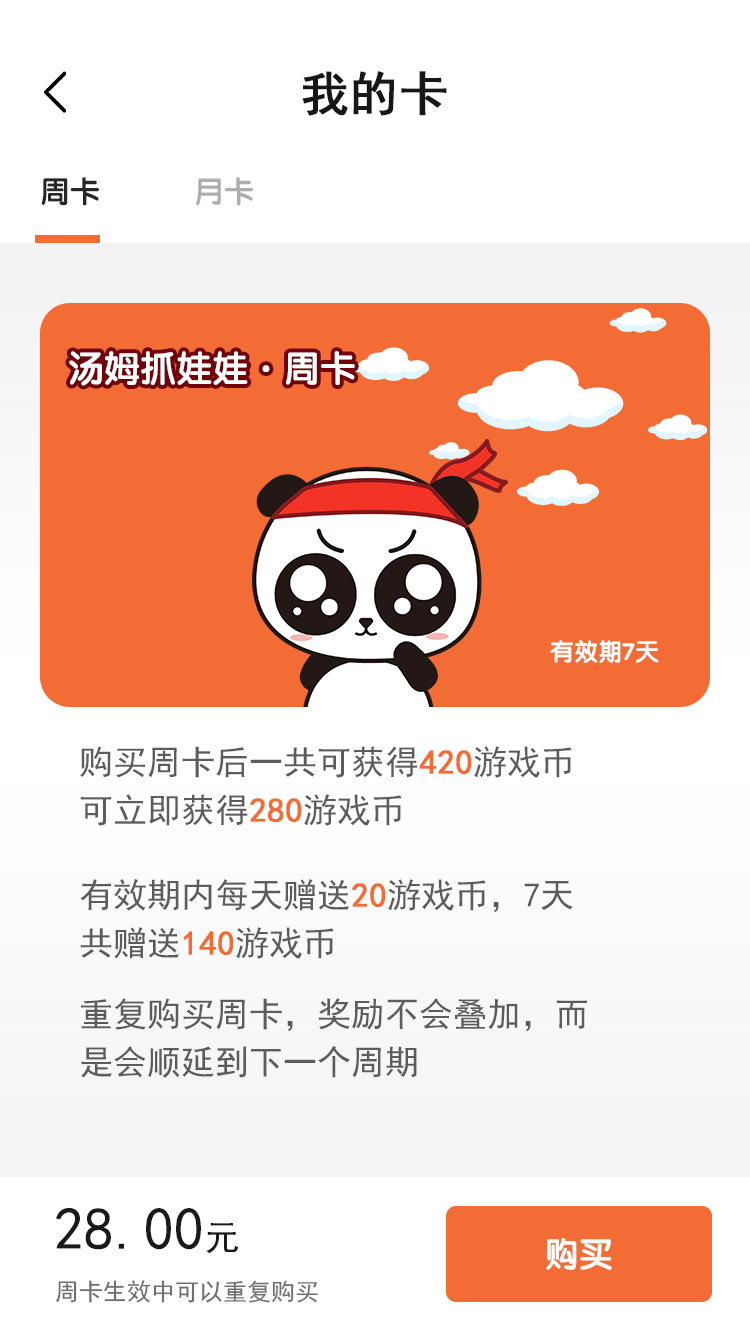 我的卡
周卡
月卡
汤姆抓娃娃·周卡
有效期7天
购买周卡后一共可获得420游戏币
可立即获得280游戏币
有效期内每天赠送20游戏币，7天
共赠送140游戏币
重复购买周卡，奖励不会叠加，而
是会顺延到下一个周期
28.00元
周卡生效中可以重复购买
购买